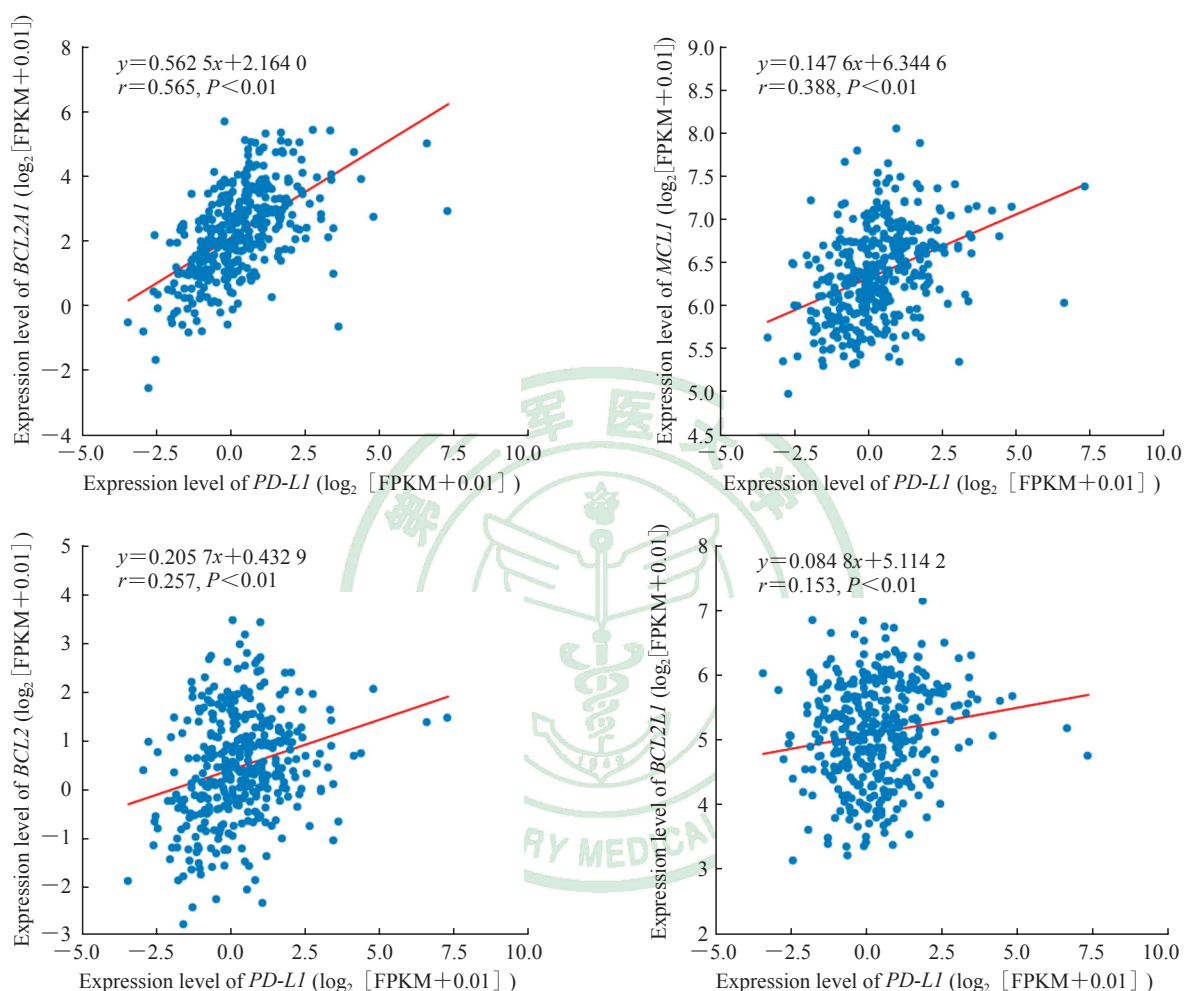 Expression level of BCL2A1 (log₂[FPKM+0.01])
8
6
4
2
0
−2
−4
y=0.562 5x+2.164 0
r=0.565, P<0.01
−5.0 −2.5 0.0 2.5 5.0 7.5 10.0
Expression level of PD-L1 (log₂ [FPKM+0.01])
Expression level of MCL1 (log₂[FPKM+0.01])
9.0
8.5
8.0
7.5
7.0
6.5
6.0
5.5
5.0
4.5
y=0.147 6x+6.344 6
r=0.388, P<0.01
−5.0 −2.5 0.0 2.5 5.0 7.5 10.0
Expression level of PD-L1 (log₂ [FPKM+0.01])
Expression level of BCL2 (log₂[FPKM+0.01])
5
4
3
2
1
0
−1
−2
−3
y=0.205 7x+0.432 9
r=0.257, P<0.01
−5.0 −2.5 0.0 2.5 5.0 7.5 10.0
Expression level of PD-L1 (log₂ [FPKM+0.01])
Expression level of BCL2L1 (log₂[FPKM+0.01])
8
7
6
5
4
3
2
y=0.084 8x+5.114 2
r=0.153, P<0.01
−5.0 −2.5 0.0 2.5 5.0 7.5 10.0
Expression level of PD-L1 (log₂ [FPKM+0.01])
军医大学
1949
RY MEDICAL